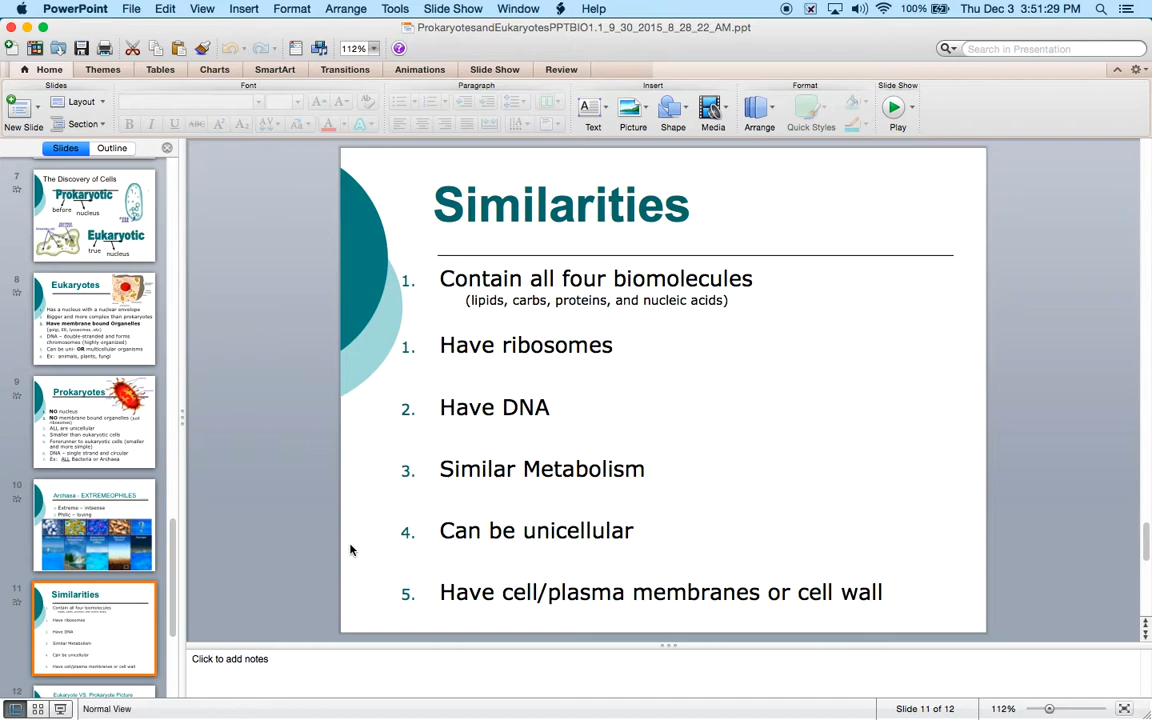 PowerPoint File Edit View Insert Format Arrange Tools Slide Show Window Help 100% Thu Dec 3 3:51:29 PM
ProkaryotesandEukaryotesPPTBIO1.1_9_30_2015_8_28_22_AM.ppt
112% Search in Presentation
Home Themes Tables Charts SmartArt Transitions Animations Slide Show Review
Slides Font Paragraph Insert Format Slide Show
Layout
Section
New Slide Text Picture Shape Media Arrange Quick Styles Play
Slides Outline
7
The Discovery of Cells
Prokaryotic
before nucleus
Eukaryotic
true nucleus
8
Eukaryotes
Has a nucleus with a nuclear envelope
Bigger and more complex than prokaryotes
Have membrane bound Organelles
(golgi, ER, lysosomes..etc)
DNA - double-stranded and forms
chromosomes (highly organized)
Can be uni- OR multicellular organisms
Ex: animals, plants, fungi
9
Prokaryotes
NO nucleus
NO membrane bound organelles (just
ribosomes)
ALL are unicellular
Smaller than eukaryotic cells
Forerunner to eukaryotic cells (smaller
and more simple)
DNA - single strand and circular
Ex: ALL Bacteria or Archaea
10
Archaea - EXTREMEOPHILES
Extreme - intense
Philic - loving
11
Similarities
Contain all four biomolecules
Have ribosomes
Have DNA
Similar Metabolism
Can be unicellular
Have cell/plasma membranes or cell wall
12
Eukaryote VS. Prokaryote Picture
Similarities
1. Contain all four biomolecules
(lipids, carbs, proteins, and nucleic acids)
1. Have ribosomes
2. Have DNA
3. Similar Metabolism
4. Can be unicellular
5. Have cell/plasma membranes or cell wall
Click to add notes
Normal View Slide 11 of 12 112%